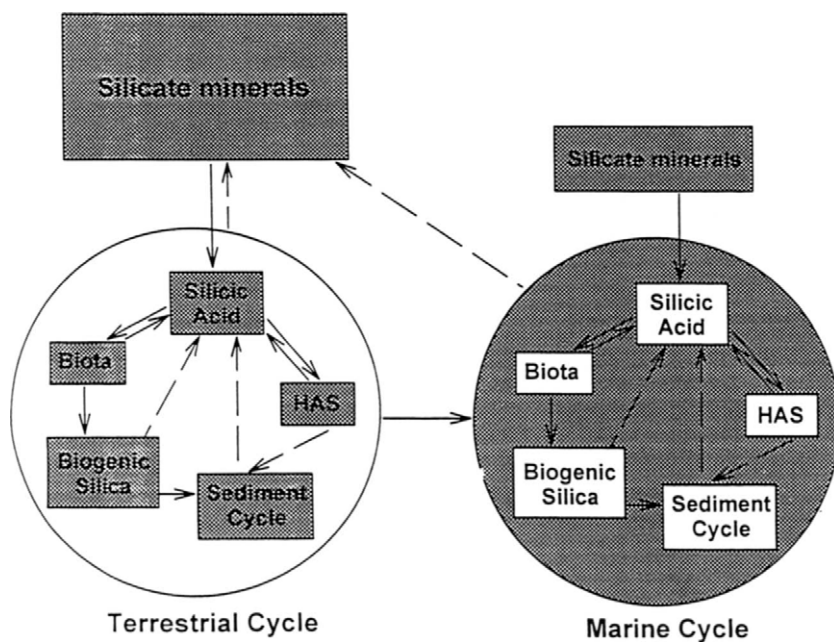 Silicate minerals
Silicate minerals
Silicic
Acid
Biota
HAS
Biogenic
Silica
Sediment
Cycle
Terrestrial Cycle
Silicic
Acid
Biota
HAS
Biogenic
Silica
Sediment
Cycle
Marine Cycle